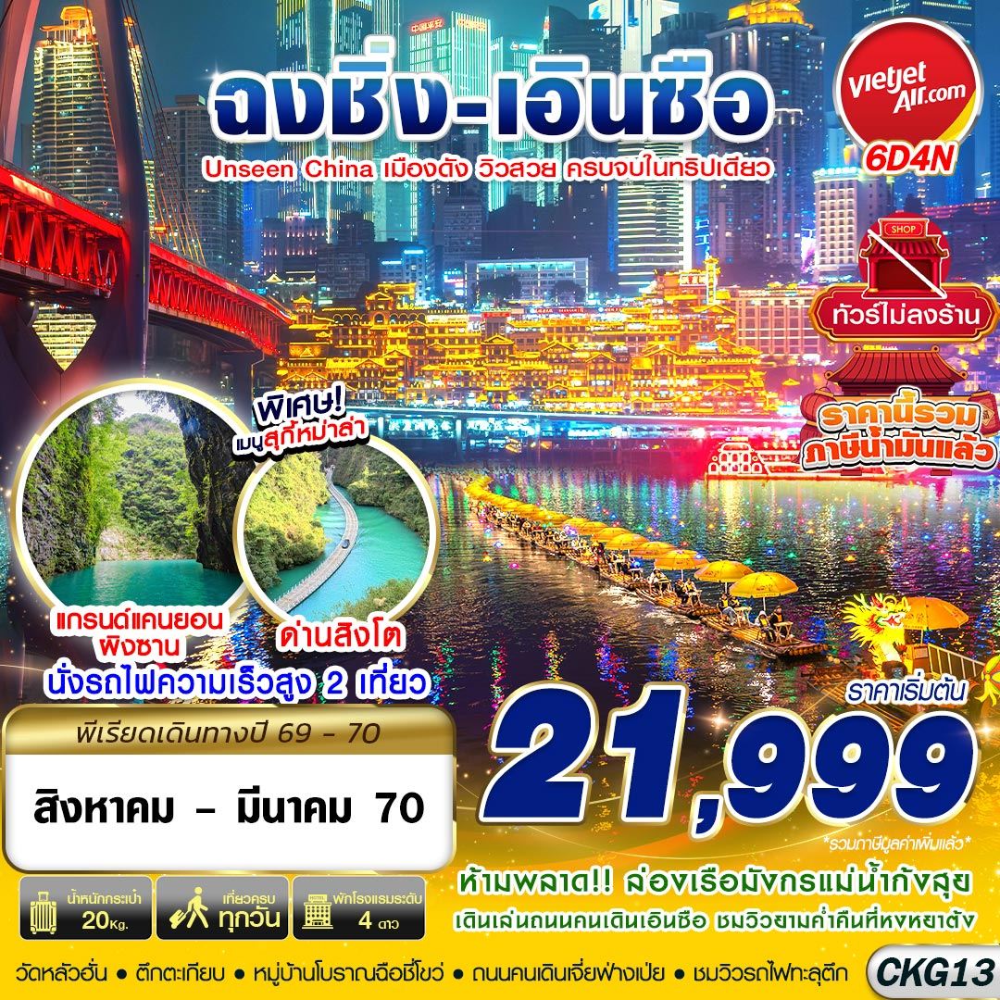 中国平安
中国平安
ฉงชิ่ง-เอินซือ
Unseen China เมืองดัง วิวสวย ครบจบในทริปเดียว
vietjet
Air.com
6D4N
SHOP
ทัวร์ไม่ลงร้าน
ราคานี้รวม
ภาษีน้ำมันแล้ว
พิเศษ!
เมนูสุกี้หม่าล่า
แกรนด์แคนยอน
ผิงซาน
ด่านสิงโต
นั่งรถไฟความเร็วสูง 2 เที่ยว
พีเรียดเดินทางปี 69 - 70
สิงหาคม - มีนาคม 70
ราคาเริ่มต้น
21,999
*รวมภาษีมูลค่าเพิ่มแล้ว*
ห้ามพลาด!! ล่องเรือมังกรแม่น้ำก้งสุย
เดินเล่นถนนคนเดินเอินซือ ชมวิวยามค่ำคืนที่หงหยาต้ง
น้ำหนักกระเป๋า
20Kg.
เที่ยวครบ
ทุกวัน
HOTEL
พักโรงแรมระดับ
4 ดาว
วัดหลัวฮั่น • ตึกตะเกียบ • หมู่บ้านโบราณฉือชี่โขว่ • ถนนคนเดินเจี่ยฟางเปย • ชมวิวรถไฟทะลุตึก
CKG13